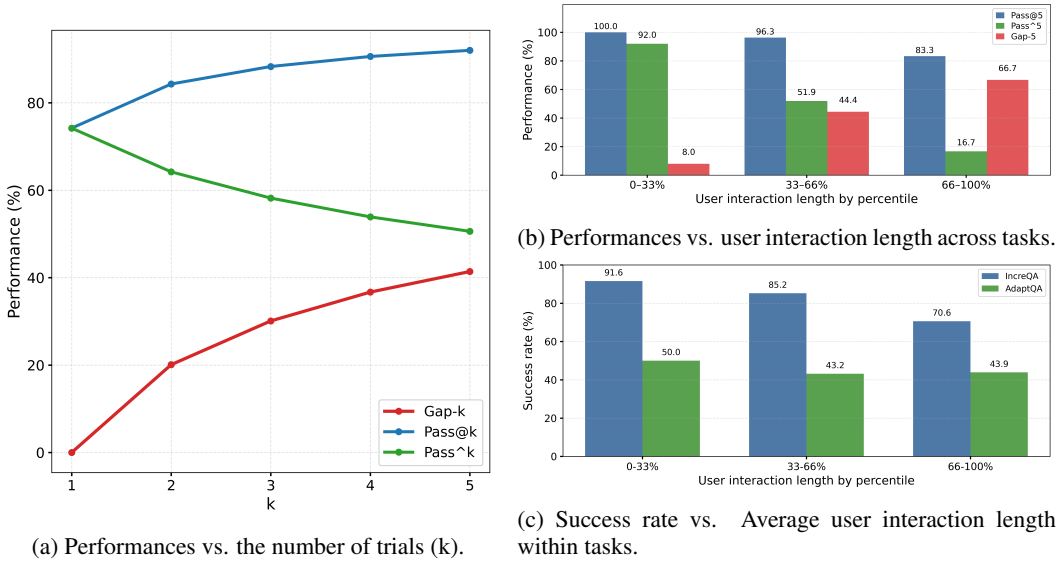 Performance (%)
80
60
40
20
0
1 2 3 4 5
k
Gap-k
Pass@k
Pass^k
(a) Performances vs. the number of trials (k).
Performance (%)
100
80
60
40
20
0
100.0 92.0 8.0
96.3 51.9 44.4
83.3 16.7 66.7
Pass@5
Pass^5
Gap-5
0–33% 33–66% 66–100%
User interaction length by percentile
(b) Performances vs. user interaction length across tasks.
Success rate (%)
100
80
60
40
20
0
91.6 50.0
85.2 43.2
70.6 43.9
IncreQA
AdaptQA
0-33% 33-66% 66-100%
User interaction length by percentile
(c) Success rate vs. Average user interaction length
within tasks.